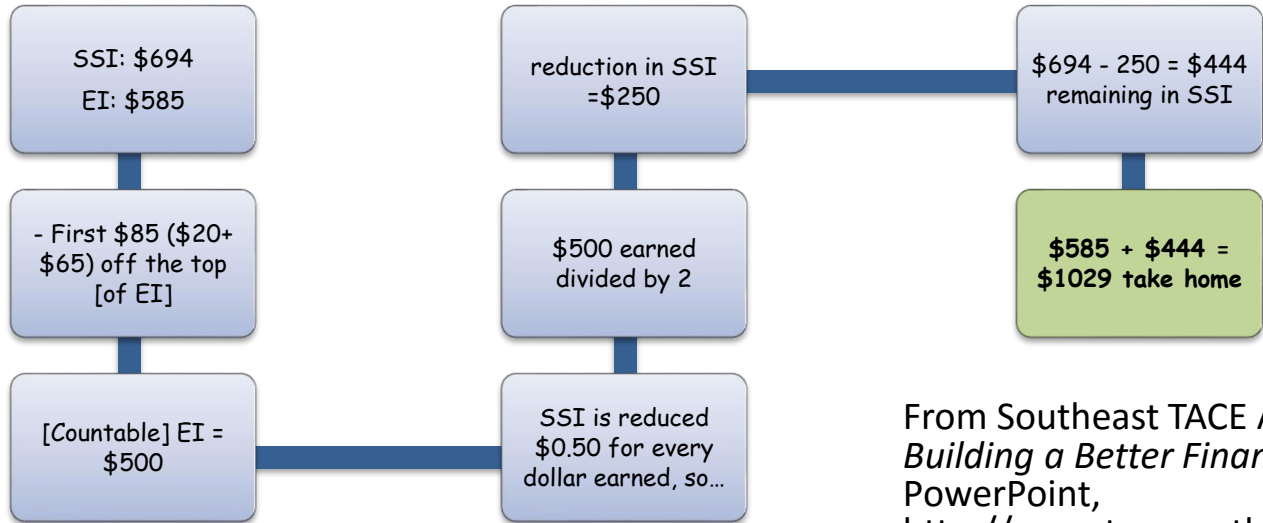 SSI: $694
EI: $585
- First $85 ($20+
$65) off the top
[of EI]
[Countable] EI =
$500
SSI is reduced
$0.50 for every
dollar earned, so…
$500 earned
divided by 2
reduction in SSI
=$250
$694 - 250 = $444
remaining in SSI
$585 + $444 =
$1029 take home
From Southeast TACE
Building a Better
PowerPoint,